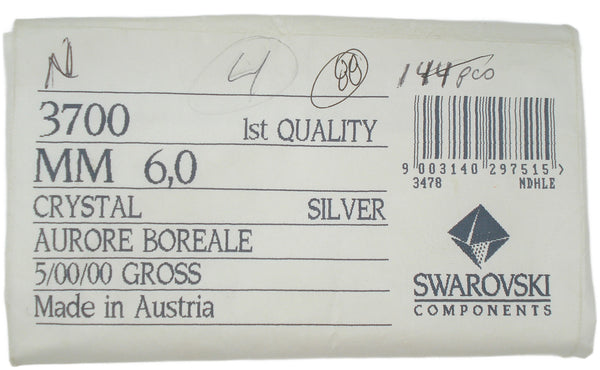 N 4 88 144 pcs
3700 1st QUALITY
MM 6,0
CRYSTAL SILVER
AURORE BOREALE
5/00/00 GROSS
Made in Austria
9 003140 297515 >
3478 NDHLE
SWAROVSKI
COMPONENTS